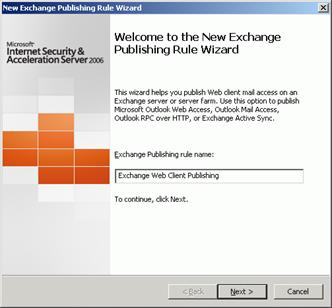 New Exchange Publishing Rule Wizard
Microsoft
Internet Security &
Acceleration Server 2006
Welcome to the New Exchange
Publishing Rule Wizard
This wizard helps you publish Web client mail access on an
Exchange server or server farm. Use this option to publish
Microsoft Outlook Web Access, Outlook Mail Access,
Outlook RPC over HTTP, or Exchange Active Sync.
Exchange Publishing rule name:
Exchange Web Client Publishing
To continue, click Next.
< Back
Next >
Cancel